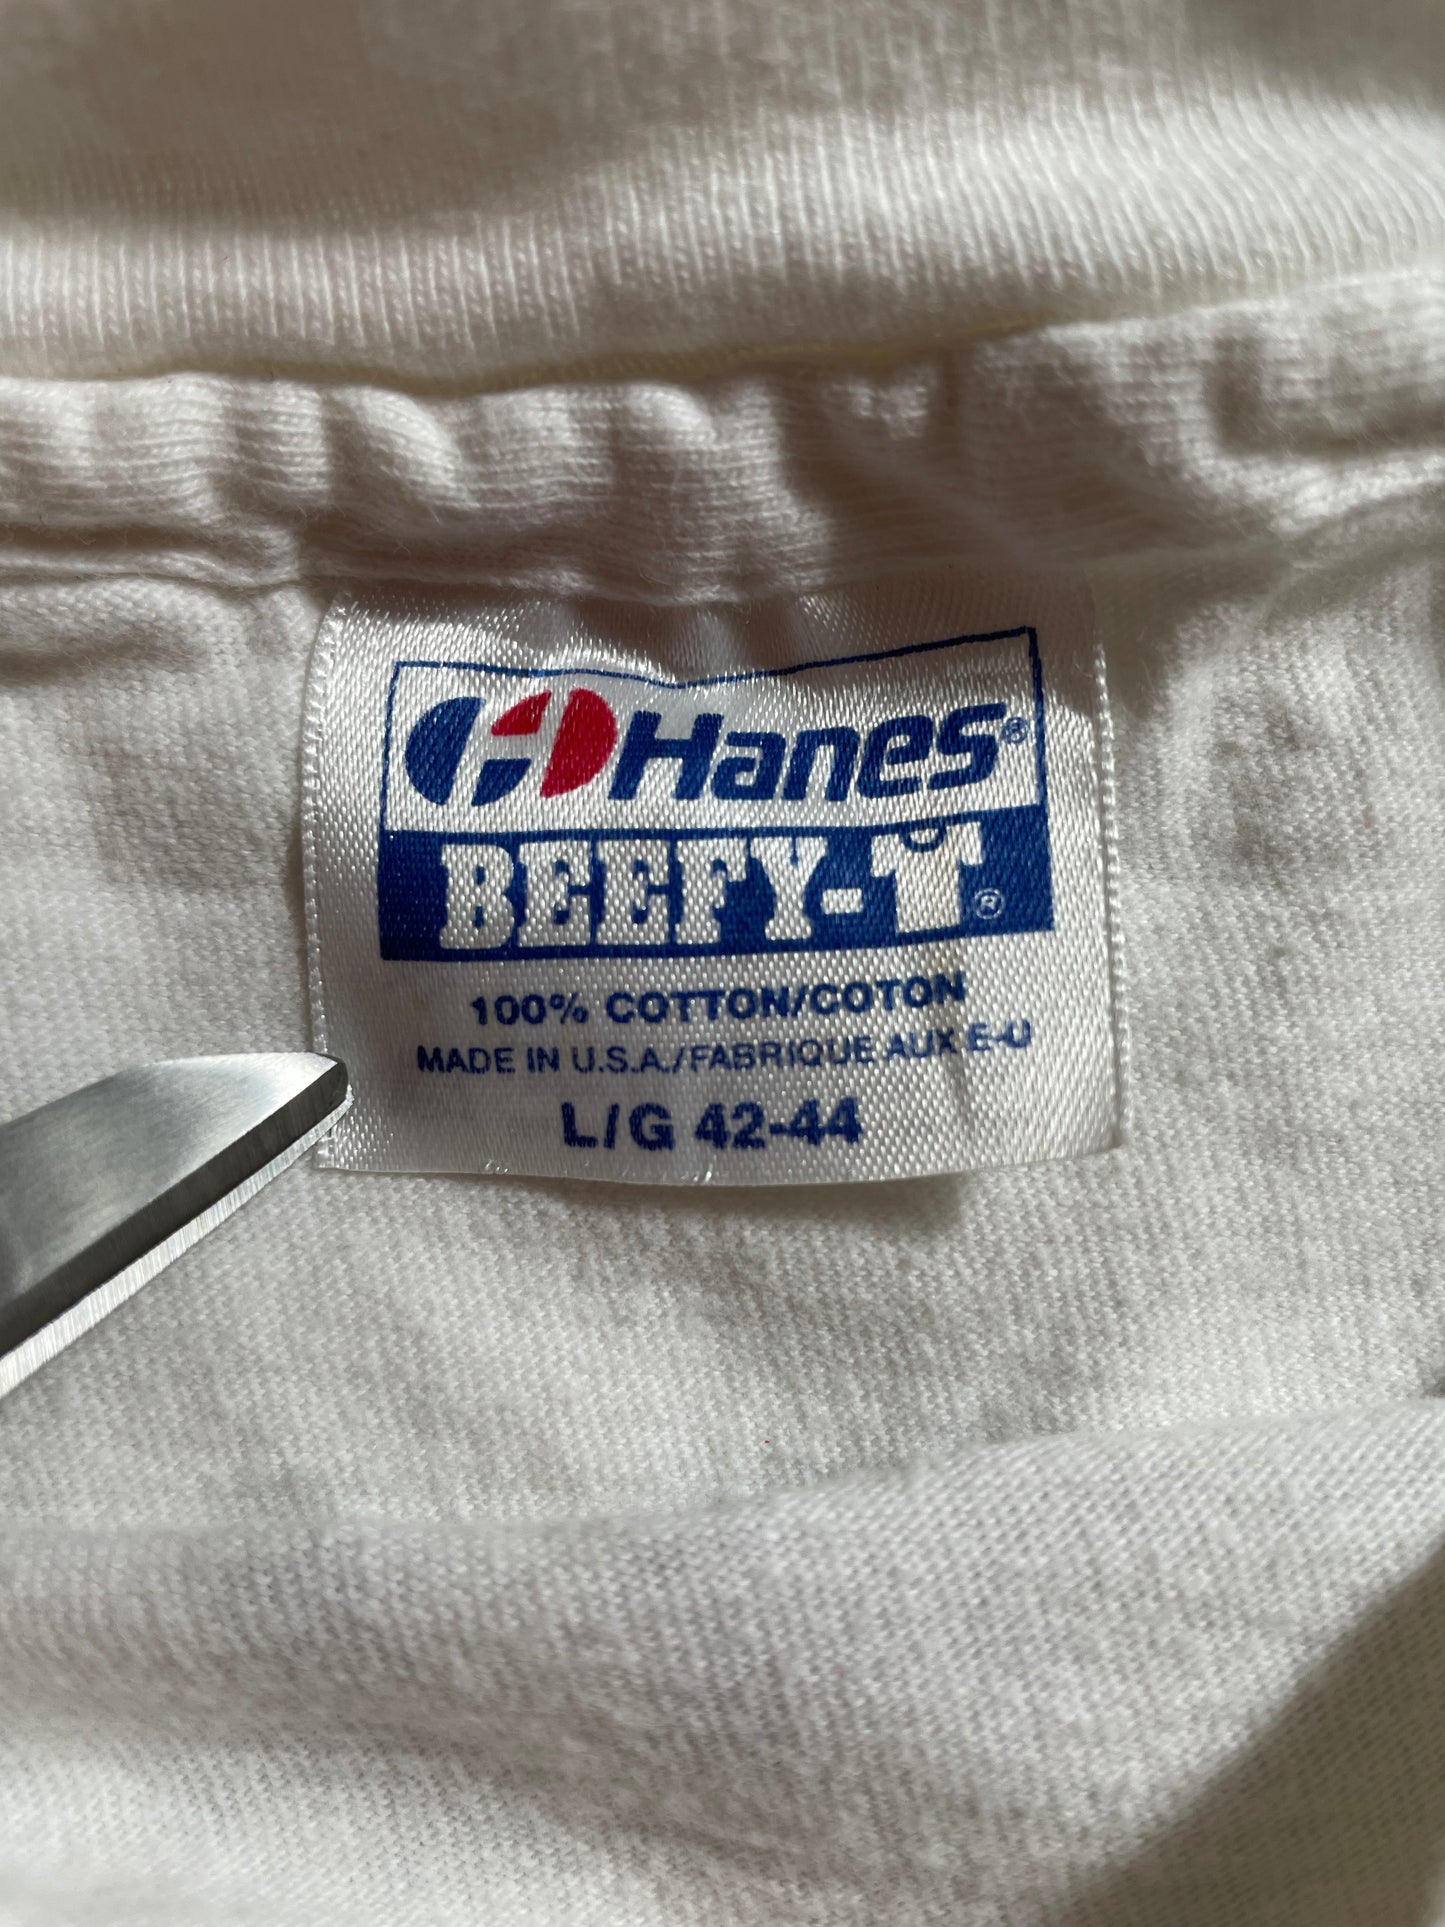 Hanes®
BEEFY-T®
100% COTTON/COTON
MADE IN U.S.A./FABRIQUE AUX E-U
L/G 42-44